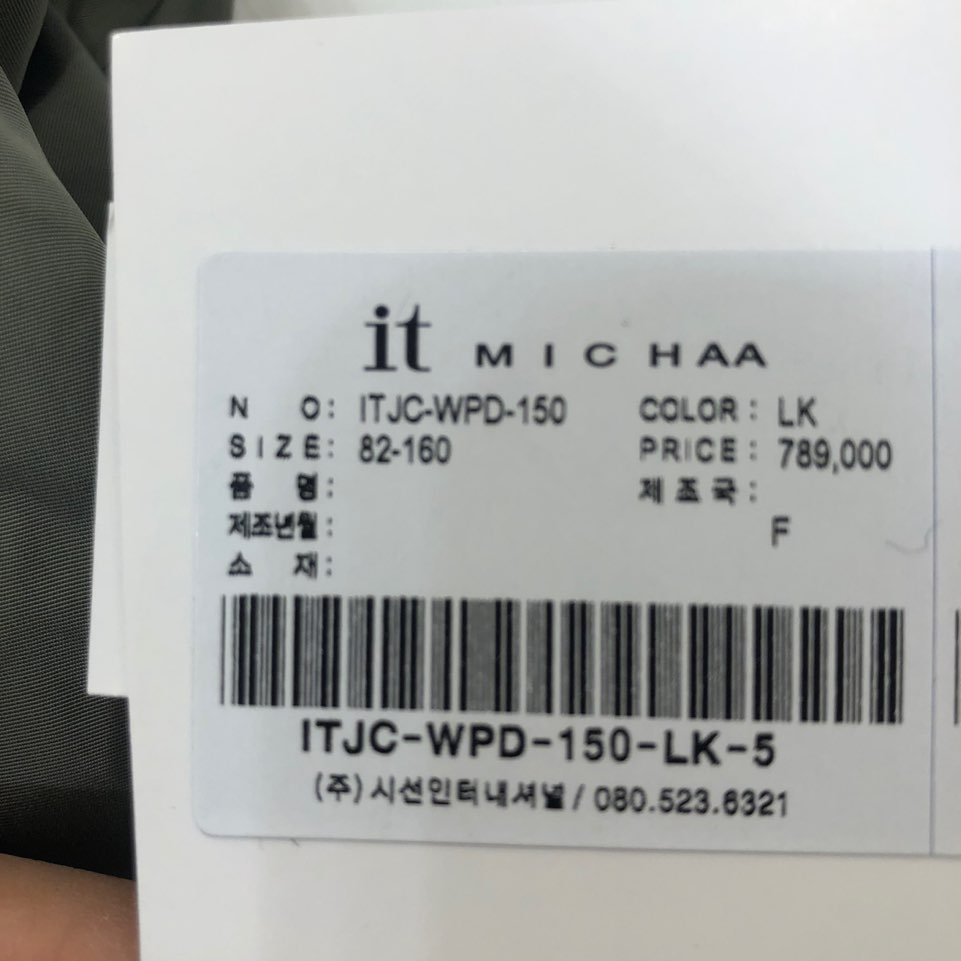 it MICHAA
NO: ITJC-WPD-150 COLOR: LK
SIZE: 82-160 PRICE: 789,000
품 명: 제조국:
제조년월: F
소 재:
ITJC-WPD-150-LK-5
(주)시선인터내셔널/ 080.523.6321